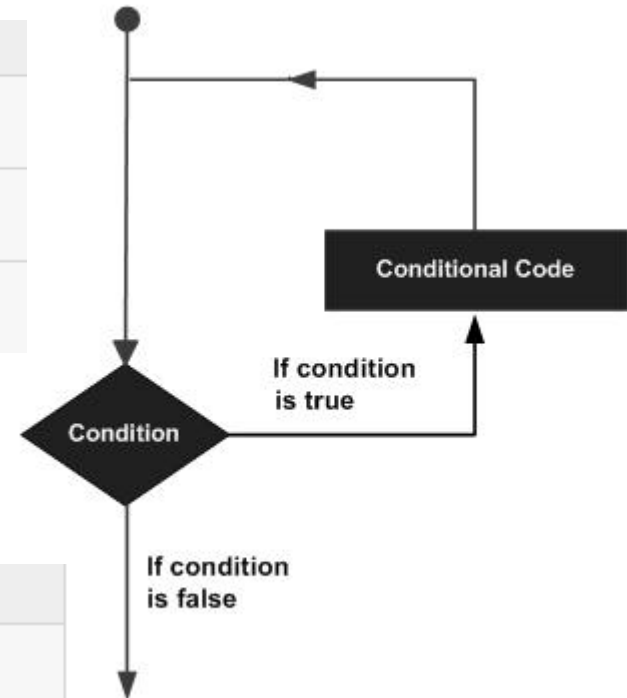 Conditional Code
If condition
is true
Condition
If condition
is false